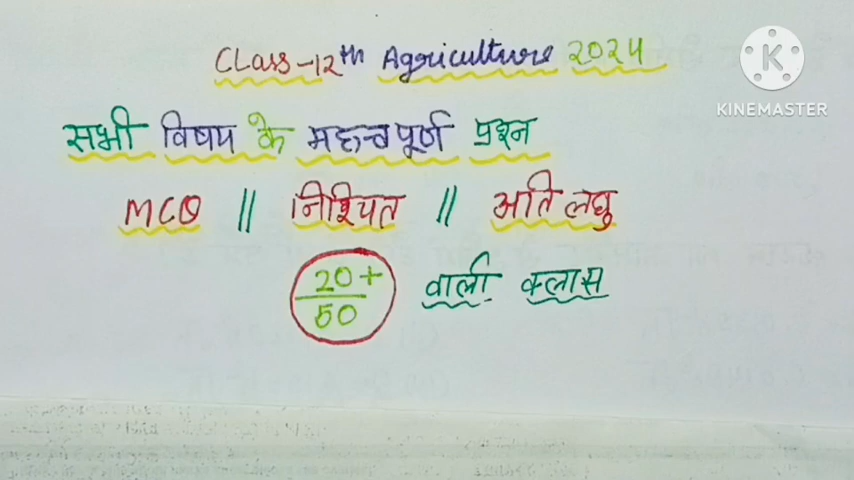 CLass-12th Agriculture 2024
K
KINEMASTER
सभी विषय के महत्त्वपूर्ण प्रश्न
MCQ || निश्चित || अति लघु
20+
50
वाली क्लास